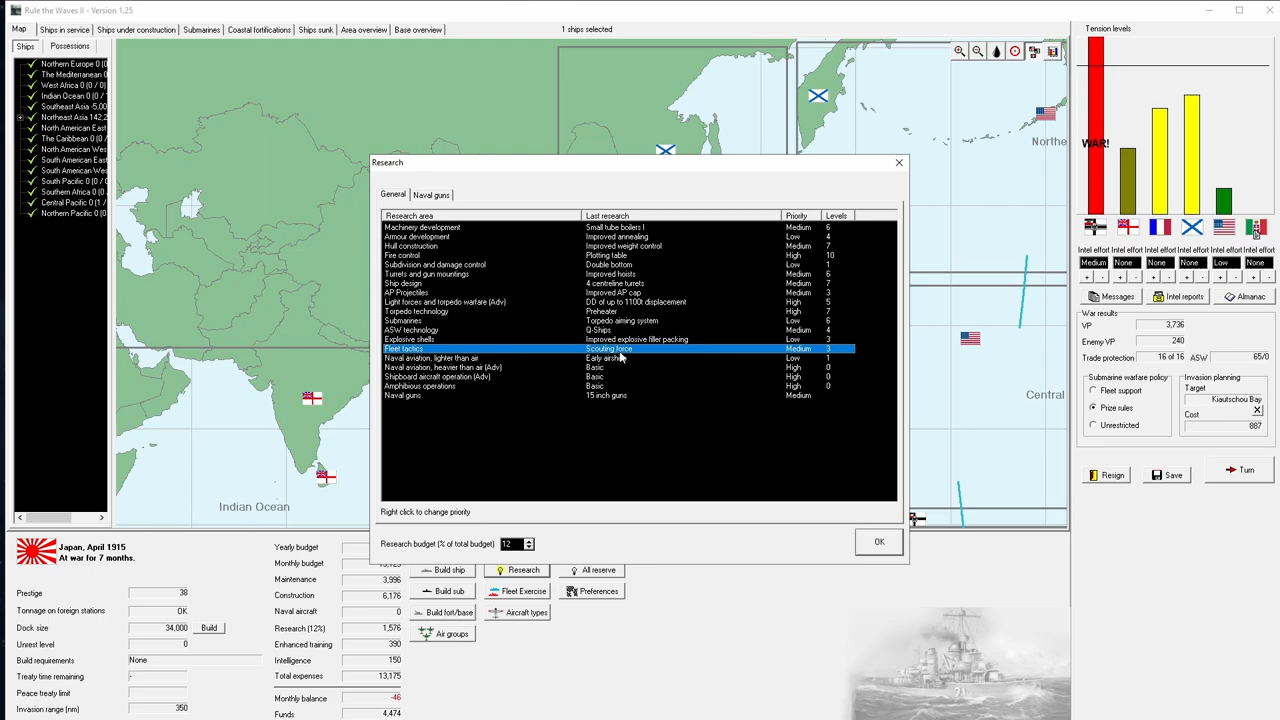 Rule the Waves II - Version 1.25
Map Ships in service Ships under construction Submarines Coastal fortifications Ships sunk Area overview Base overview 1 ships selected
Ships Possessions
Northern Europe 0 (0
The Mediterranean 0
West Africa 0 (0 / 0)
Indian Ocean 0 (0 /
Southeast Asia -5,00
Northeast Asia 142,2
North American East
The Caribbean 0 (0 /
North American Wes
South American East
South American Wes
South Pacific 0 (0 /
Southern Africa 0 (0
Central Pacific 0 (1 /
Northern Pacific 0 (0
Indian Ocean
Northe
Central
Research
General Naval guns
Research area Last research Priority Levels
Machinery development Small tube boilers I Medium 6
Armour development Improved annealing Low 4
Hull construction Improved weight control Medium 7
Fire control Plotting table High 10
Subdivision and damage control Double bottom Low 1
Turrets and gun mountings Improved hoists Medium 6
Ship design 4 centreline turrets Medium 7
AP Projectiles Improved AP cap Medium 3
Light forces and torpedo warfare (Adv) DD of up to 1100t displacement High 5
Torpedo technology Preheater High 7
Submarines Torpedo aiming system Low 6
ASW technology Q-Ships Medium 4
Explosive shells Improved explosive filler packing Low 3
Fleet tactics Scouting force Medium 3
Naval aviation, lighter than air Early airship Low 1
Naval aviation, heavier than air (Adv) Basic High 0
Shipboard aircraft operation (Adv) Basic High 0
Amphibious operations Basic High 0
Naval guns 15 inch guns Medium
Right click to change priority
Research budget (% of total budget) 12
OK
Tension levels
WAR!
Intel effort Intel effort Intel effort Intel effort Intel effort Intel effort
Medium None None None Low None
+ - + - + - + - + - + -
Messages Intel reports Almanac
War results
VP 3,736
Enemy VP 240
Trade protection 16 of 16 ASW 65/0
Submarine warfare policy
Fleet support
Prize rules
Unrestricted
Invasion planning
Target
Kiautschou Bay
Cost X
887
Resign Save Turn
Japan, April 1915
At war for 7 months.
Prestige 38
Tonnage on foreign stations OK
Dock size 34,000 Build
Unrest level 0
Build requirements None
Treaty time remaining -
Peace treaty limit
Invasion range (nm) 350
Yearly budget
Monthly budget
Maintenance 3,996
Construction 6,176
Naval aircraft 0
Research (12%) 1,576
Enhanced training 390
Intelligence 150
Total expenses 13,175
Monthly balance -46
Funds 4,474
Build ship Research All reserve
Build sub Fleet Exercise Preferences
Build fort/base Aircraft types
Air groups